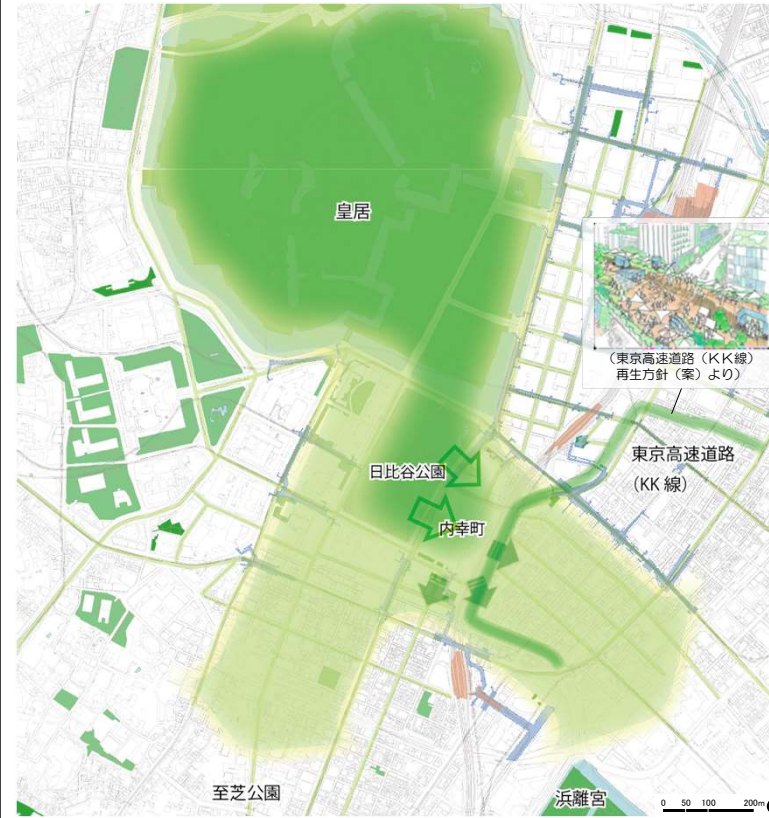 皇居
（東京高速道路（ＫＫ線）
再生方針（案）より）
東京高速道路
（KK 線）
日比谷公園
内幸町
至芝公園
浜離宮
0 50 100 200m